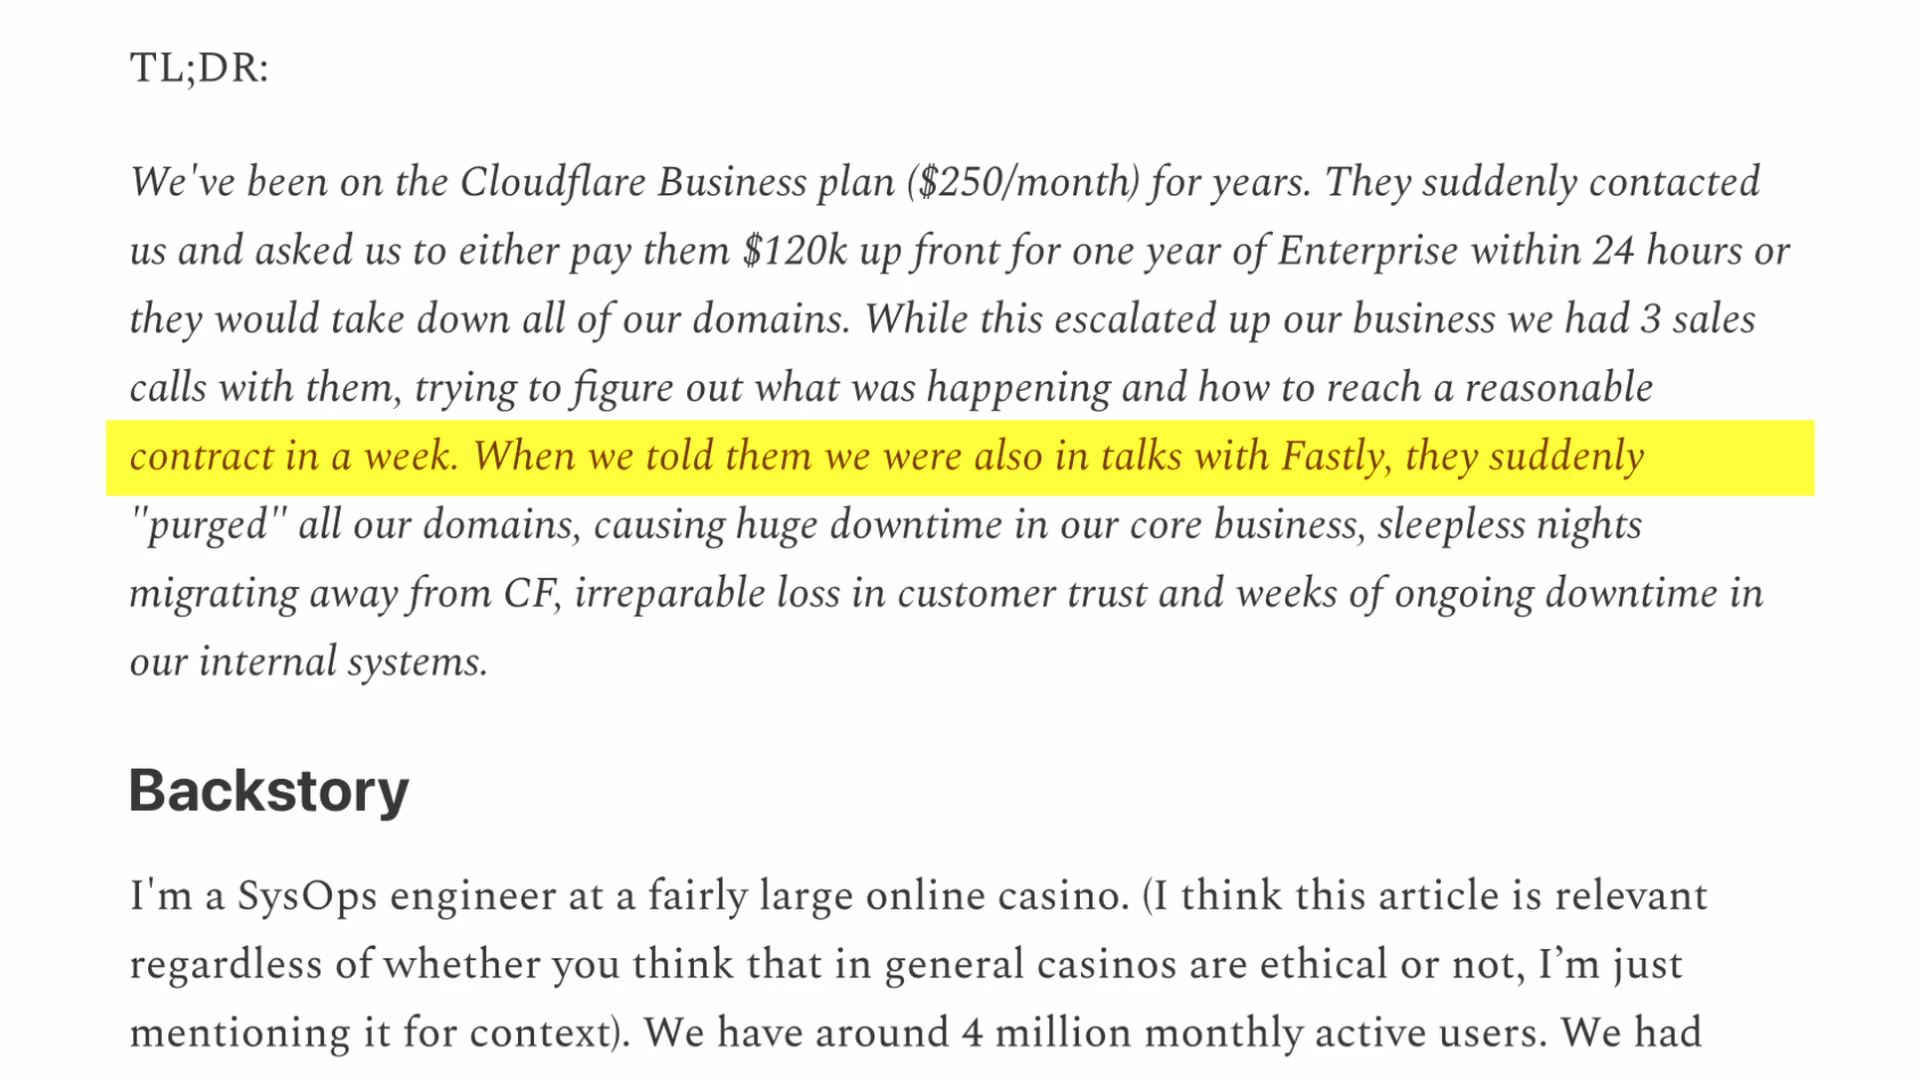 TL;DR:
We've been on the Cloudflare Business plan ($250/month) for years. They suddenly contacted
us and asked us to either pay them $120k up front for one year of Enterprise within 24 hours or
they would take down all of our domains. While this escalated up our business we had 3 sales
calls with them, trying to figure out what was happening and how to reach a reasonable
contract in a week. When we told them we were also in talks with Fastly, they suddenly
"purged" all our domains, causing huge downtime in our core business, sleepless nights
migrating away from CF, irreparable loss in customer trust and weeks of ongoing downtime in
our internal systems.
Backstory
I'm a SysOps engineer at a fairly large online casino. (I think this article is relevant
regardless of whether you think that in general casinos are ethical or not, I’m just
mentioning it for context). We have around 4 million monthly active users. We had